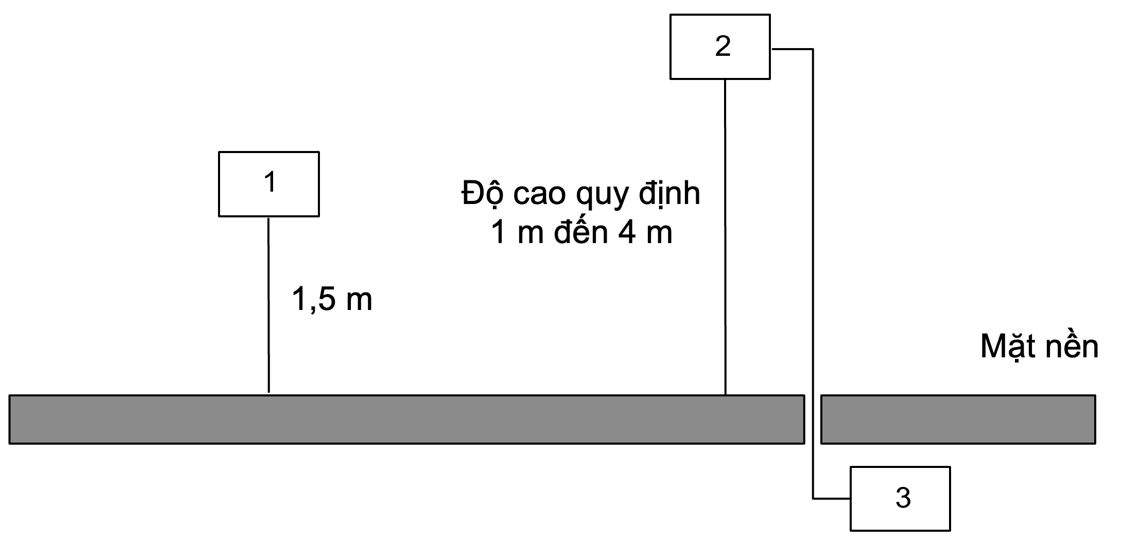 2
1
Độ cao quy định
1 m đến 4 m
1,5 m
Mặt nền
3